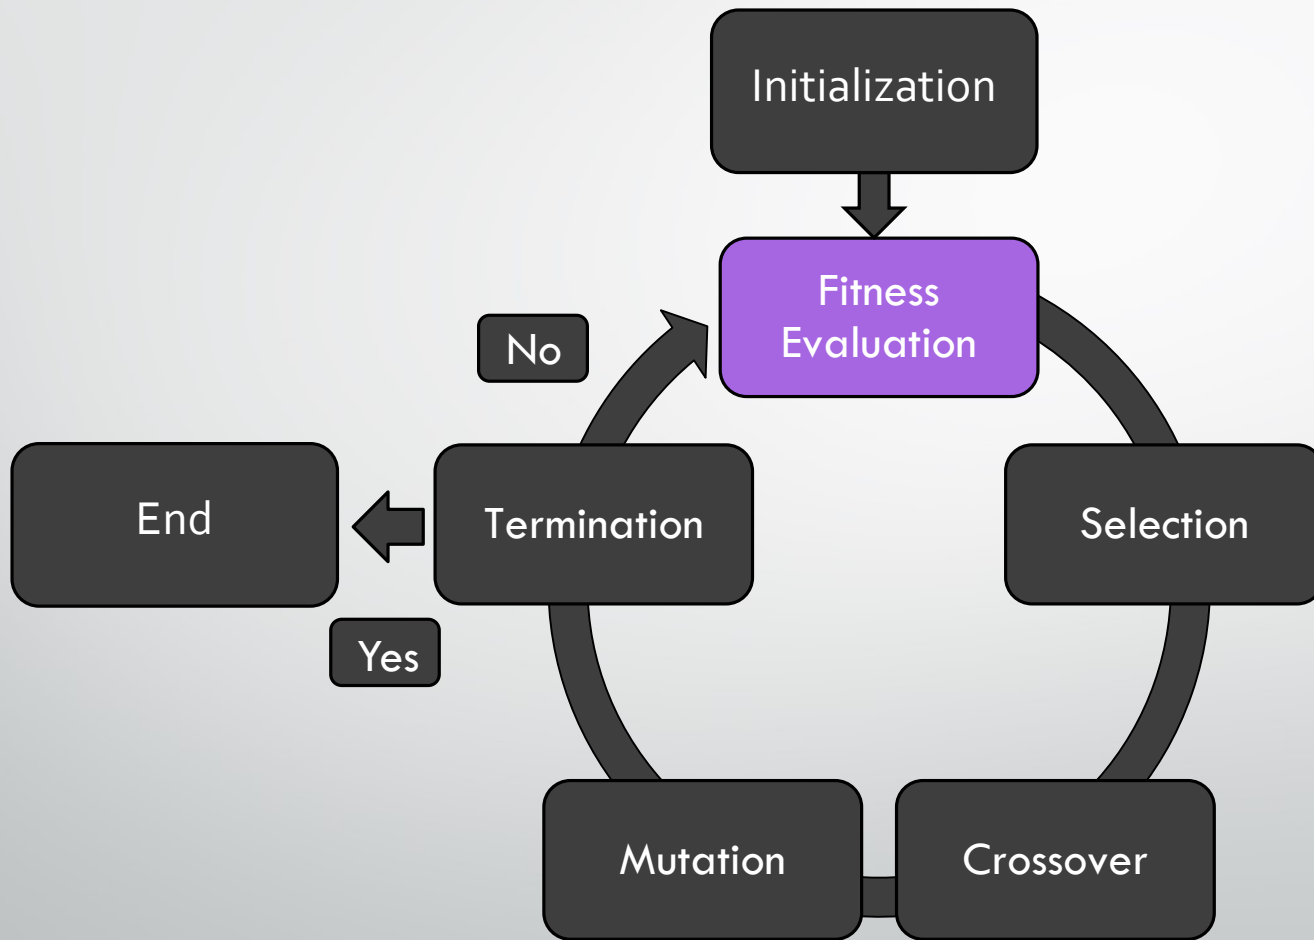 Initialization
Fitness
Evaluation
No
End
Termination
Selection
Yes
Mutation
Crossover